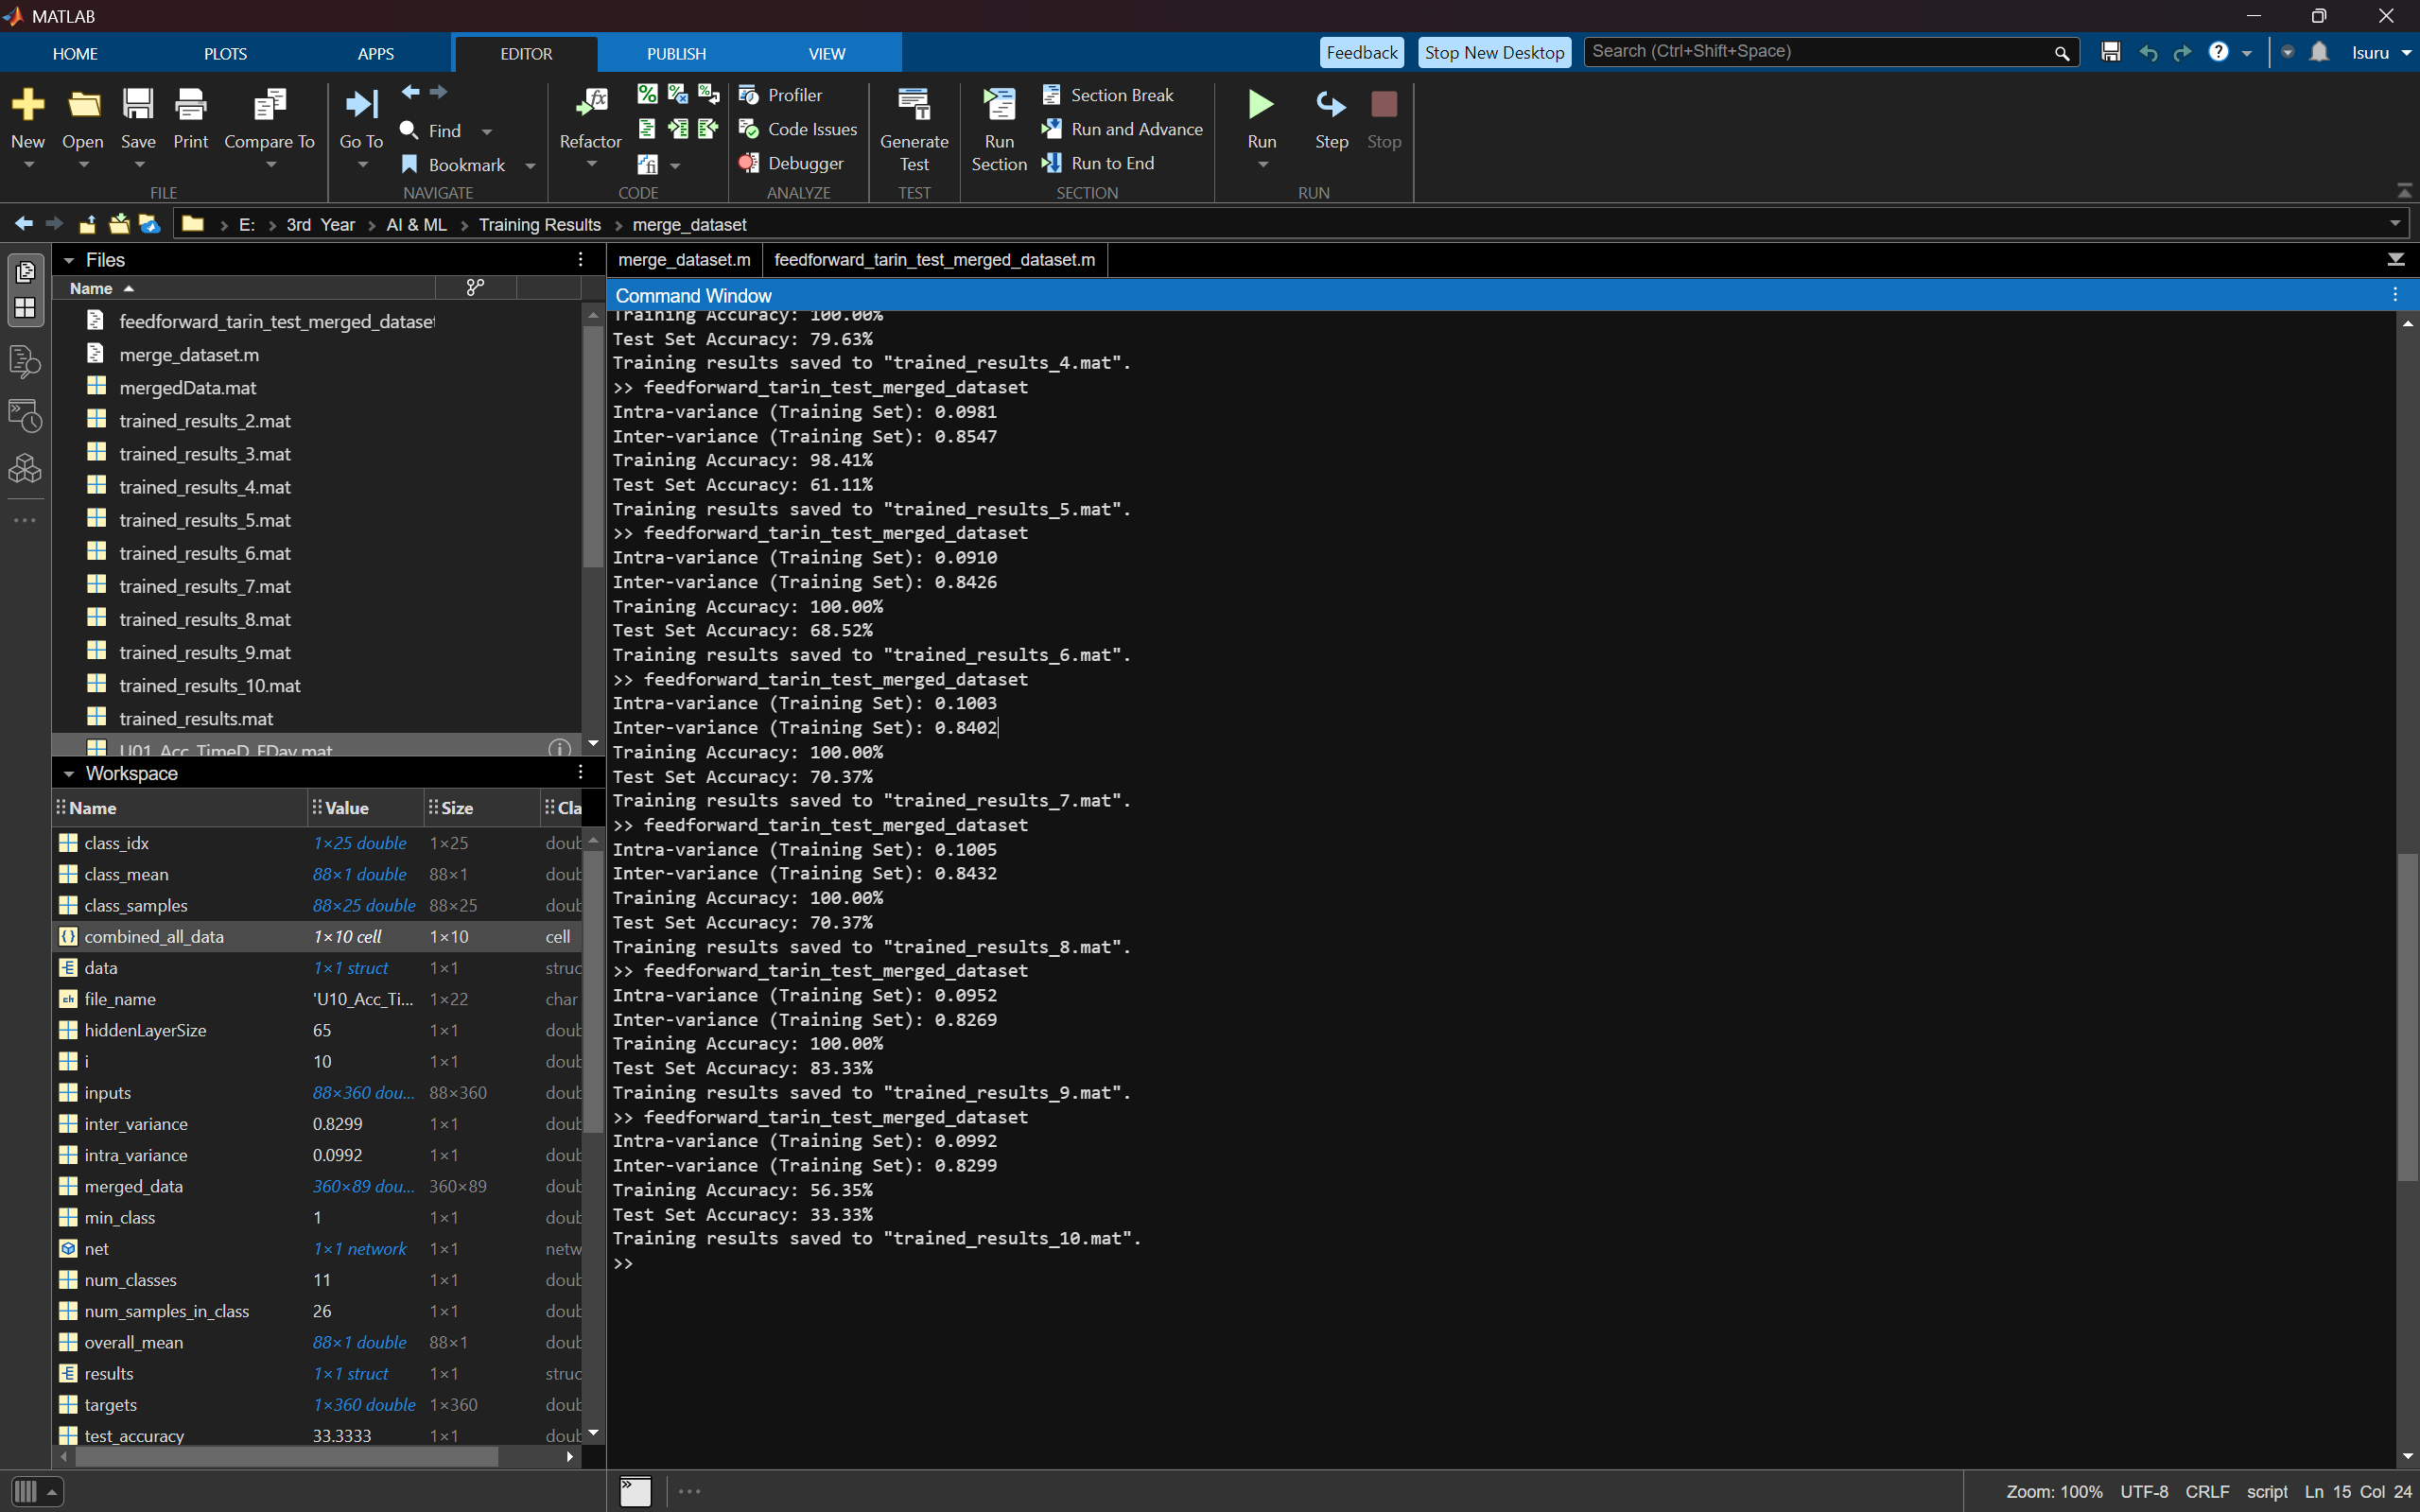 MATLAB
HOME PLOTS APPS EDITOR PUBLISH VIEW Feedback Stop New Desktop Search (Ctrl+Shift+Space) Isuru
New Open Save Print Compare To Go To Find Bookmark Refactor Profiler Code Issues Debugger Generate Test Run Section Section Break Run and Advance Run to End Run Step Stop
FILE NAVIGATE CODE ANALYZE TEST SECTION RUN
E: > 3rd Year > AI & ML > Training Results > merge_dataset
Files
Name
feedforward_tarin_test_merged_dataset
merge_dataset.m
mergedData.mat
trained_results_2.mat
trained_results_3.mat
trained_results_4.mat
trained_results_5.mat
trained_results_6.mat
trained_results_7.mat
trained_results_8.mat
trained_results_9.mat
trained_results_10.mat
trained_results.mat
U01_Acc_TimeD_FDay.mat
Workspace
Name Value Size Cla
class_idx 1×25 double 1×25 doub
class_mean 88×1 double 88×1 doub
class_samples 88×25 double 88×25 doub
combined_all_data 1×10 cell 1×10 cell
data 1×1 struct 1×1 struc
file_name 'U10_Acc_Ti... 1×22 char
hiddenLayerSize 65 1×1 doub
i 10 1×1 doub
inputs 88×360 dou... 88×360 doub
inter_variance 0.8299 1×1 doub
intra_variance 0.0992 1×1 doub
merged_data 360×89 dou... 360×89 doub
min_class 1 1×1 doub
net 1×1 network 1×1 netw
num_classes 11 1×1 doub
num_samples_in_class 26 1×1 doub
overall_mean 88×1 double 88×1 doub
results 1×1 struct 1×1 struc
targets 1×360 double 1×360 doub
test_accuracy 33.3333 1×1 doub
merge_dataset.m feedforward_tarin_test_merged_dataset.m
Command Window
Training Accuracy: 100.00%
Test Set Accuracy: 79.63%
Training results saved to "trained_results_4.mat".
>> feedforward_tarin_test_merged_dataset
Intra-variance (Training Set): 0.0981
Inter-variance (Training Set): 0.8547
Training Accuracy: 98.41%
Test Set Accuracy: 61.11%
Training results saved to "trained_results_5.mat".
>> feedforward_tarin_test_merged_dataset
Intra-variance (Training Set): 0.0910
Inter-variance (Training Set): 0.8426
Training Accuracy: 100.00%
Test Set Accuracy: 68.52%
Training results saved to "trained_results_6.mat".
>> feedforward_tarin_test_merged_dataset
Intra-variance (Training Set): 0.1003
Inter-variance (Training Set): 0.8402
Training Accuracy: 100.00%
Test Set Accuracy: 70.37%
Training results saved to "trained_results_7.mat".
>> feedforward_tarin_test_merged_dataset
Intra-variance (Training Set): 0.1005
Inter-variance (Training Set): 0.8432
Training Accuracy: 100.00%
Test Set Accuracy: 70.37%
Training results saved to "trained_results_8.mat".
>> feedforward_tarin_test_merged_dataset
Intra-variance (Training Set): 0.0952
Inter-variance (Training Set): 0.8269
Training Accuracy: 100.00%
Test Set Accuracy: 83.33%
Training results saved to "trained_results_9.mat".
>> feedforward_tarin_test_merged_dataset
Intra-variance (Training Set): 0.0992
Inter-variance (Training Set): 0.8299
Training Accuracy: 56.35%
Test Set Accuracy: 33.33%
Training results saved to "trained_results_10.mat".
>>
Zoom: 100% UTF-8 CRLF script Ln 15 Col 24